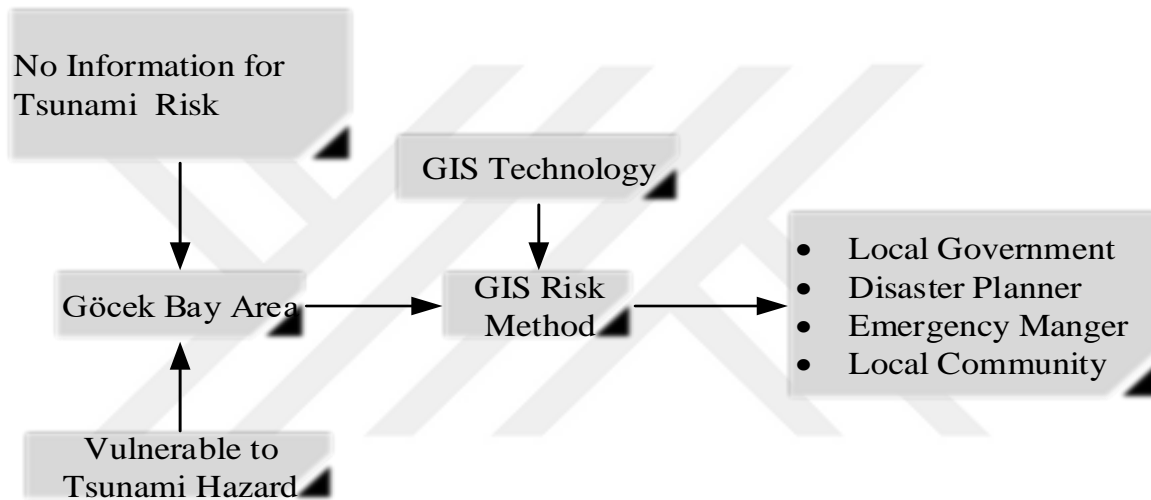 No Information for
Tsunami Risk
GIS Technology
Göcek Bay Area
GIS Risk
Method
• Local Government
• Disaster Planner
• Emergency Manger
• Local Community
Vulnerable to
Tsunami Hazard